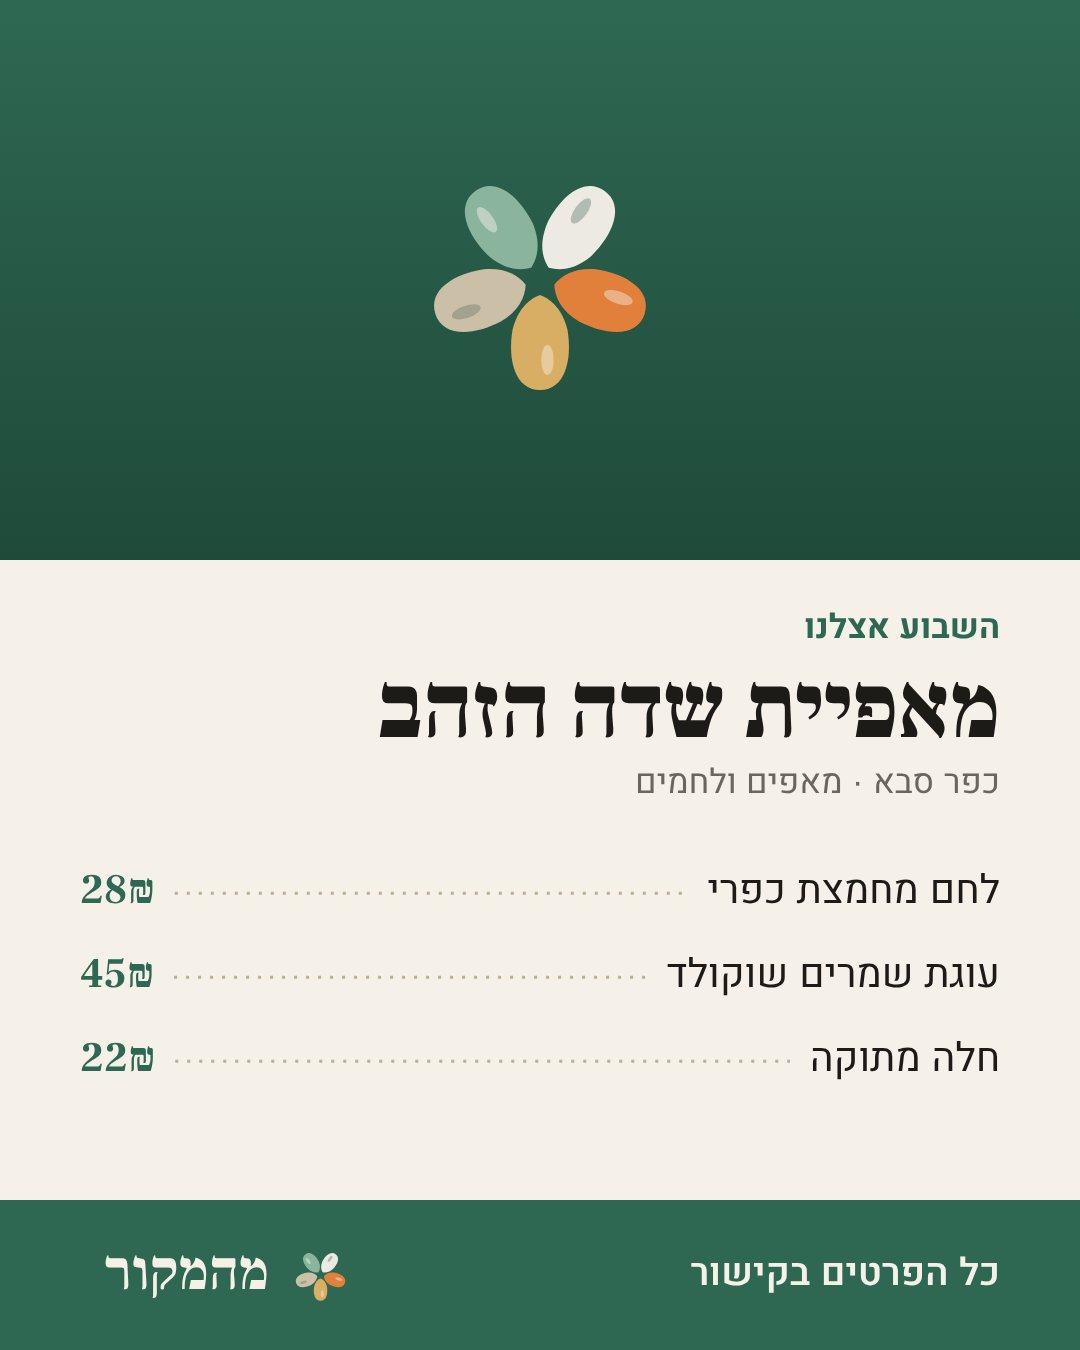 השבוע אצלנו
מאפיית שדה הזהב
כפר סבא · מאפים ולחמים
לחם מחמצת כפרי ₪28
עוגת שמרים שוקולד ₪45
חלה מתוקה ₪22
כל הפרטים בקישור
מהמקור